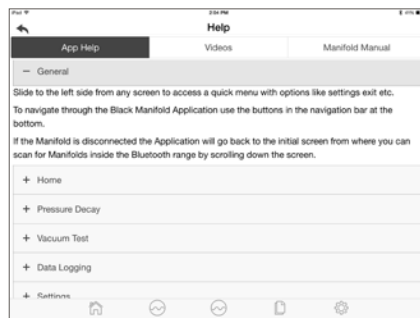 iPad
2:54 PM
41%
Help
App Help
Videos
Manifold Manual
− General
Slide to the left side from any screen to access a quick menu with options like settings exit etc.
To navigate through the Black Manifold Application use the buttons in the navigation bar at the
bottom.
If the Manifold is disconnected the Application will go back to the initial screen from where you can
scan for Manifolds inside the Bluetooth range by scrolling down the screen.
+ Home
+ Pressure Decay
+ Vacuum Test
+ Data Logging
+ Settings